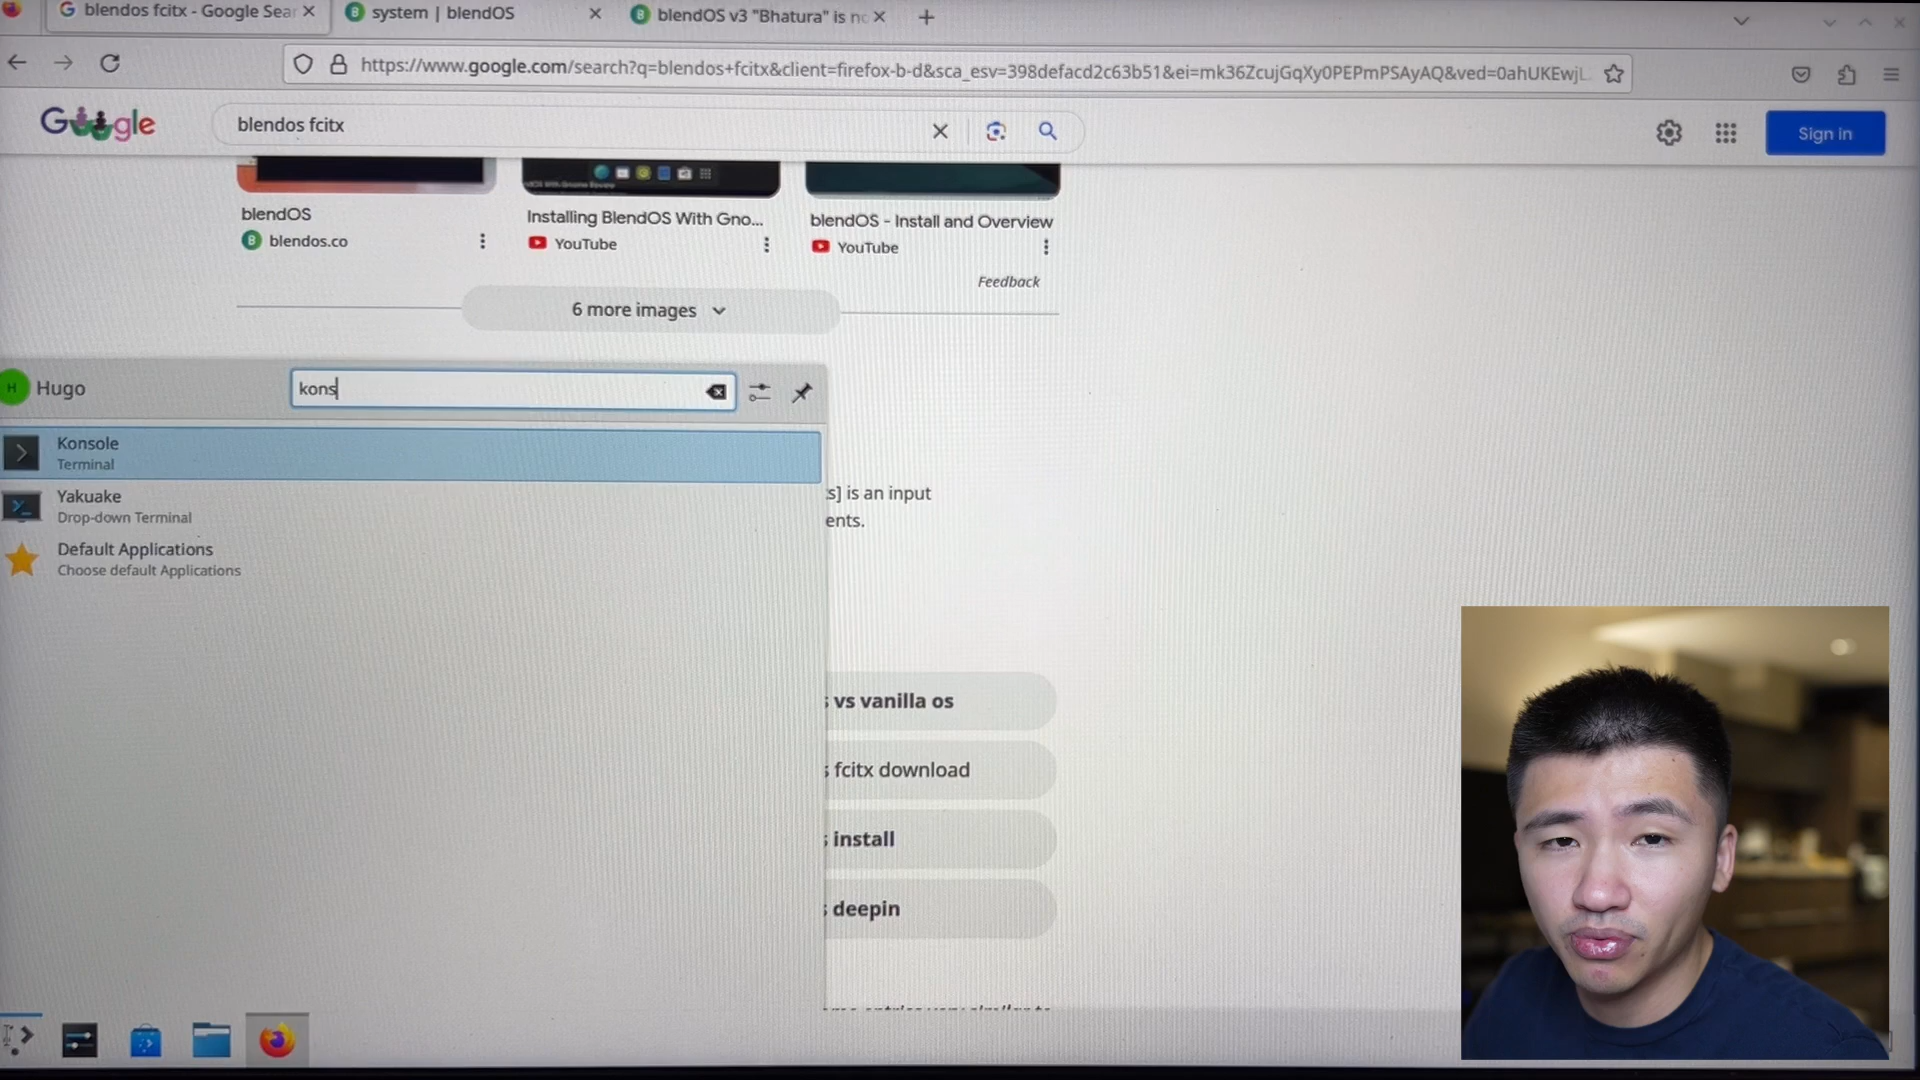 blendos fcitx - Google Sear
system | blendOS
blendOS v3 "Bhatura" is no
https://www.google.com/search?q=blendos+fcitx&client=firefox-b-d&sca_esv=398defacd2c63b51&ei=mk36ZcujGqXy0PEPmPSAyAQ&ved=0ahUKEwjL
Google
blendos fcitx
Sign in
blendOS
blendos.co
Installing BlendOS With Gno...
YouTube
blendOS - Install and Overview
YouTube
Feedback
6 more images
H
Hugo
kons
Konsole
Terminal
Yakuake
Drop-down Terminal
Default Applications
Choose default Applications
s] is an input
ents.
s vs vanilla os
s fcitx download
s install
s deepin